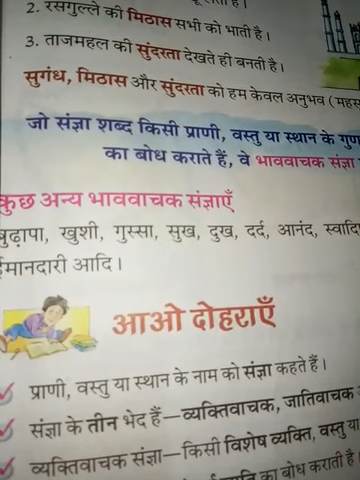 2. रसगुल्ले की मिठास सभी को भाती है।
3. ताजमहल की सुंदरता देखते ही बनती है।
सुगंध, मिठास और सुंदरता को हम केवल अनुभव
जो संज्ञा शब्द किसी प्राणी, वस्तु या स्थान के गुण
का बोध कराते हैं, वे भाववाचक संज्ञा
कुछ अन्य भाववाचक संज्ञाएँ
बुढ़ापा, खुशी, गुस्सा, सुख, दुख, दर्द, आनंद,
ईमानदारी आदि।
आओ दोहराएँ
प्राणी, वस्तु या स्थान के नाम को संज्ञा कहते हैं।
संज्ञा के तीन भेद हैं—व्यक्तिवाचक, जातिवाचक
व्यक्तिवाचक संज्ञा—किसी विशेष व्यक्ति, वस्तु या
का बोध कराती है।